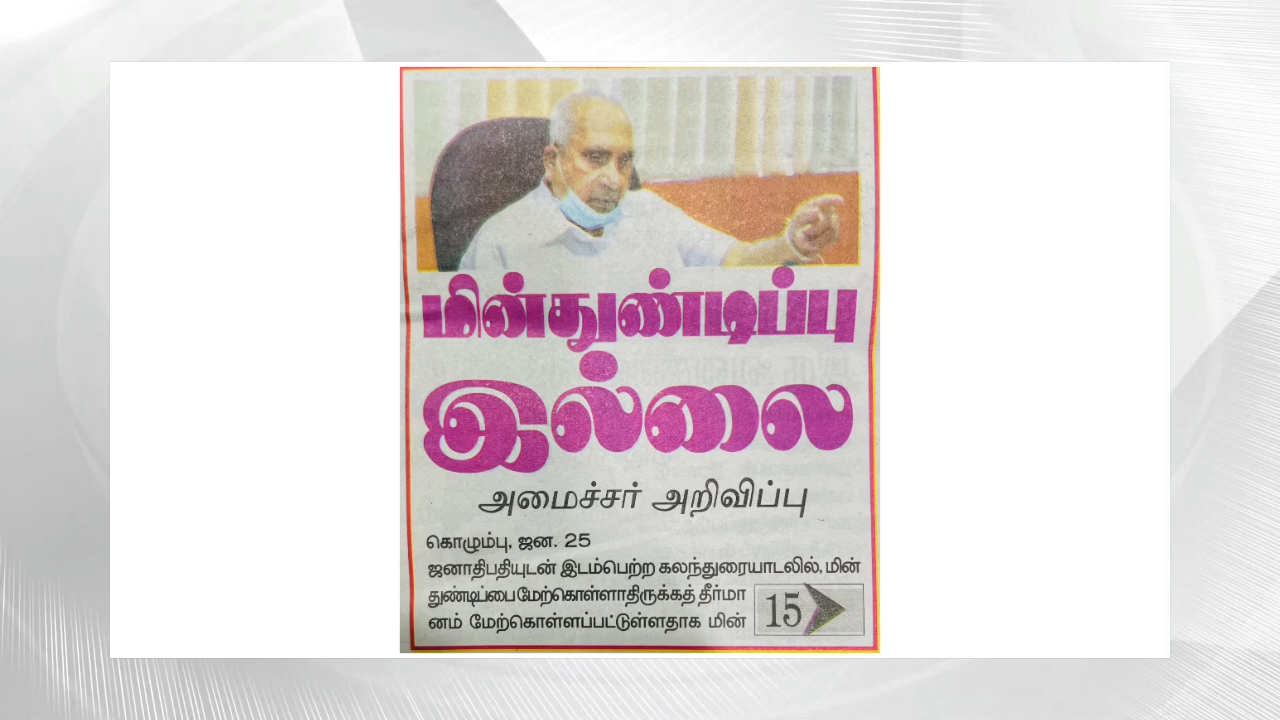 மின்துண்டிப்பு
இல்லை
அமைச்சர் அறிவிப்பு
கொழும்பு, ஜன. 25
ஜனாதிபதியுடன் இடம்பெற்ற கலந்துரையாடலில், மின்
துண்டிப்பை மேற்கொள்ளாதிருக்கத் தீர்மா
னம் மேற்கொள்ளப்பட்டுள்ளதாக மின்
15